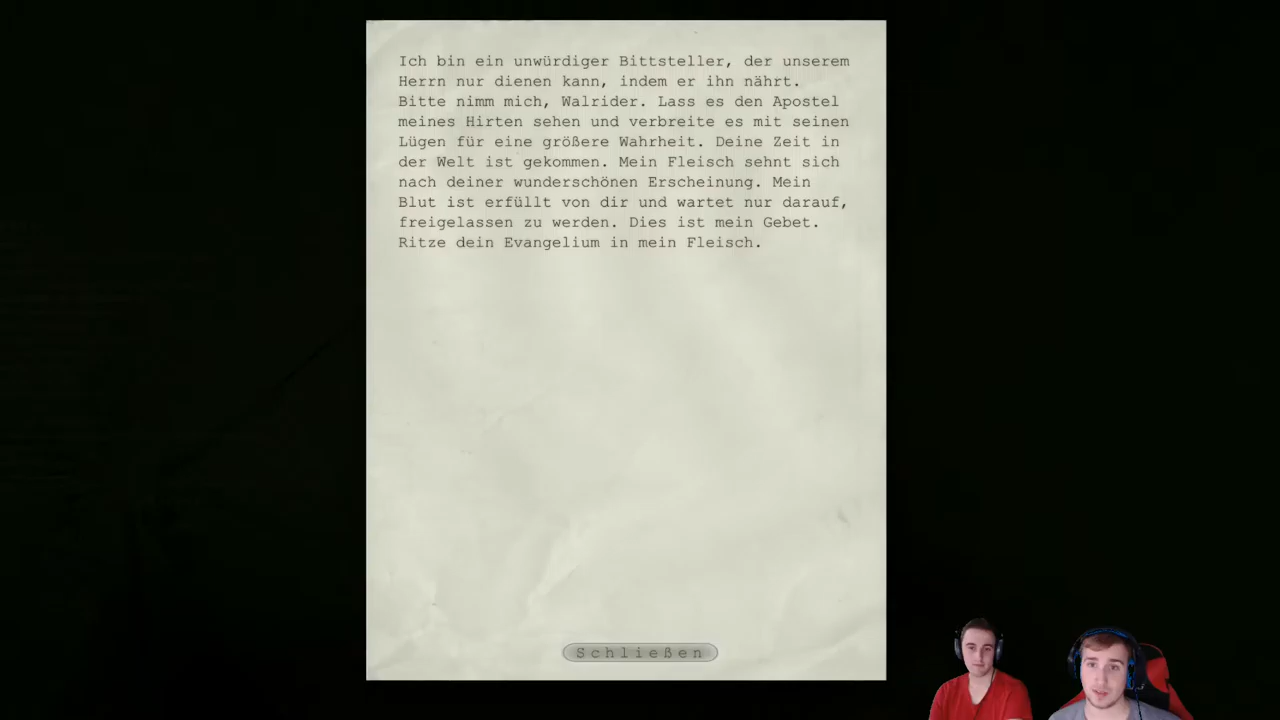 Ich bin ein unwürdiger Bittsteller, der unserem
Herrn nur dienen kann, indem er ihn nährt.
Bitte nimm mich, Walrider. Lass es den Apostel
meines Hirten sehen und verbreite es mit seinen
Lügen für eine größere Wahrheit. Deine Zeit in
der Welt ist gekommen. Mein Fleisch sehnt sich
nach deiner wunderschönen Erscheinung. Mein
Blut ist erfüllt von dir und wartet nur darauf,
freigelassen zu werden. Dies ist mein Gebet.
Ritze dein Evangelium in mein Fleisch.
Schließen